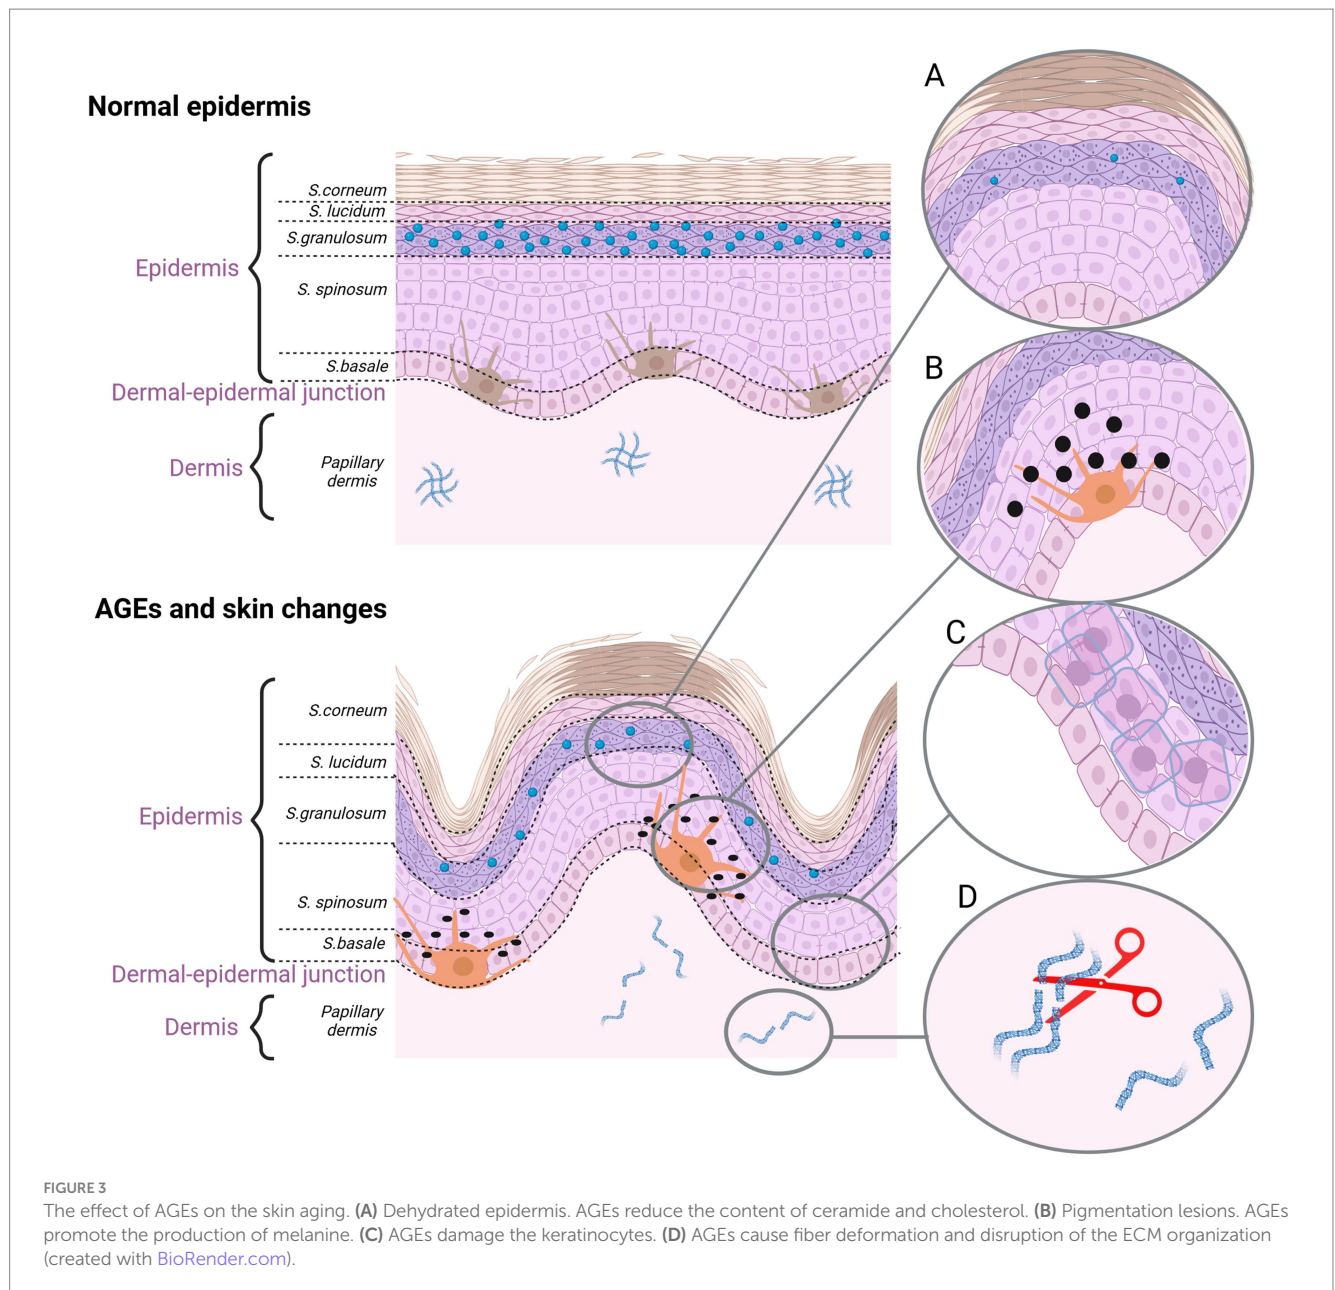 Normal epidermis
S.corneum
S. lucidum
S.granulosum
Epidermis
S. spinosum
S.basale
Dermal-epidermal junction
Dermis
Papillary
dermis
AGEs and skin changes
S.corneum
S. lucidum
S.granulosum
Epidermis
S. spinosum
S.basale
Dermal-epidermal junction
Dermis
Papillary
dermis
A
B
C
D
FIGURE 3
The effect of AGEs on the skin aging. (A) Dehydrated epidermis. AGEs reduce the content of ceramide and cholesterol. (B) Pigmentation lesions. AGEs
promote the production of melanine. (C) AGEs damage the keratinocytes. (D) AGEs cause fiber deformation and disruption of the ECM organization
(created with BioRender.com).